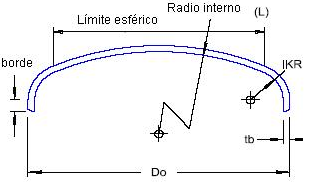 Radio interno
(L)
Límite esférico
borde
IKR
tb
Do